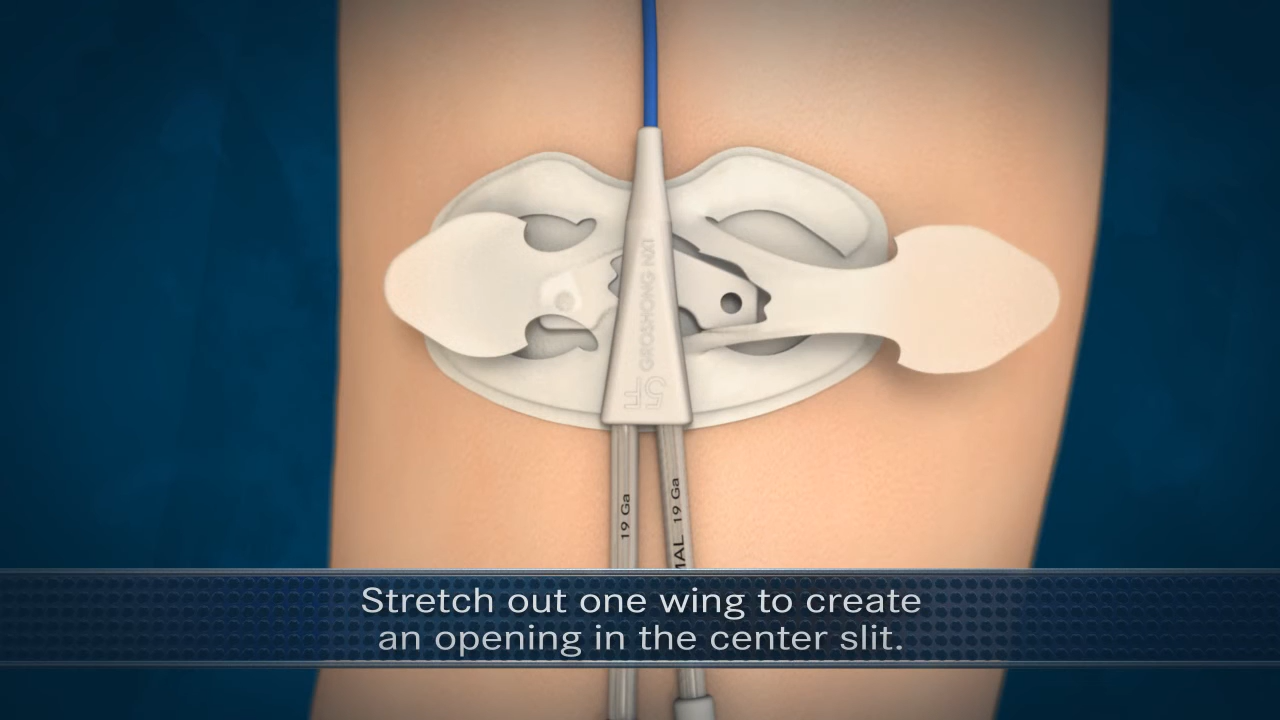 GROSHONG NXT
5F
19 Ga
MAL 19 Ga
Stretch out one wing to create
an opening in the center slit.